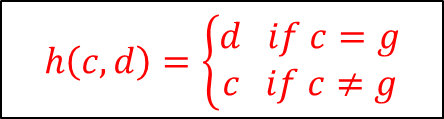 h(c, d) = { d if c = g
c if c ≠ g